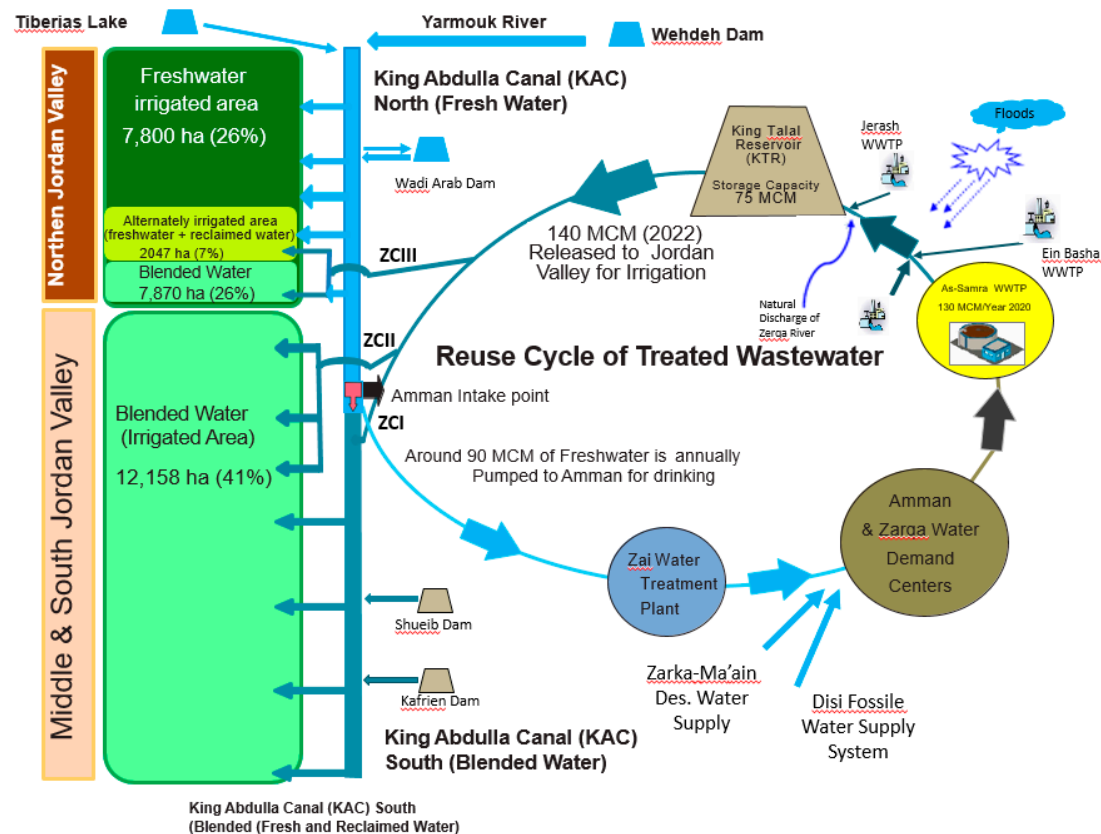 Tiberias Lake
Yarmouk River
Wehdeh Dam
Northen Jordan Valley
Freshwater
irrigated area
7,800 ha (26%)
King Abdulla Canal (KAC)
North (Fresh Water)
Wadi Arab Dam
Alternately irrigated area
(freshwater + reclaimed water)
2047 ha (7%)
Blended Water
7,870 ha (26%)
ZCIII
King Talal
Reservoir
(KTR)
Storage Capacity
75 MCM
Jerash
WWTP
Floods
Ein Basha
WWTP
140 MCM (2022)
Released to Jordan
Valley for Irrigation
Natural
Discharge of
Zerqa River
As-Samra WWTP
130 MCM/Year 2020
Middle & South Jordan Valley
ZCII
Reuse Cycle of Treated Wastewater
Amman Intake point
ZCI
Blended Water
(Irrigated Area)
12,158 ha (41%)
Around 90 MCM of Freshwater is annually
Pumped to Amman for drinking
Amman
& Zarqa Water
Demand
Centers
Zai Water
Treatment
Plant
Shueib Dam
Kafrien Dam
Zarka-Ma’ain
Des. Water
Supply
Disi Fossile
Water Supply
System
King Abdulla Canal (KAC)
South (Blended Water)
King Abdulla Canal (KAC) South
(Blended (Fresh and Reclaimed Water)